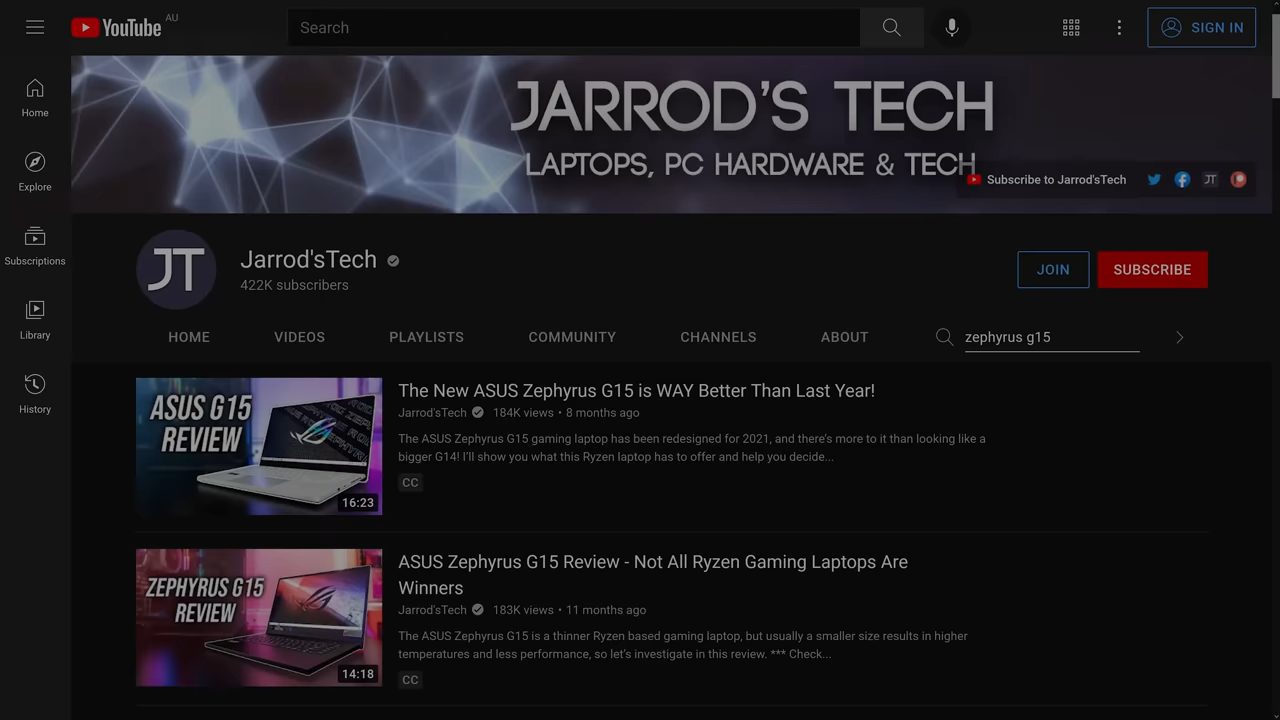 YouTube AU
Search
SIGN IN
Home
Explore
Subscriptions
Library
History
JARROD'S TECH
LAPTOPS, PC HARDWARE & TECH
Subscribe to Jarrod'sTech
JT
JT
Jarrod'sTech
422K subscribers
JOIN
SUBSCRIBE
HOME
VIDEOS
PLAYLISTS
COMMUNITY
CHANNELS
ABOUT
zephyrus g15
ASUS G15
REVIEW
16:23
The New ASUS Zephyrus G15 is WAY Better Than Last Year!
Jarrod'sTech 184K views • 8 months ago
The ASUS Zephyrus G15 gaming laptop has been redesigned for 2021, and there's more to it than looking like a
bigger G14! I'll show you what this Ryzen laptop has to offer and help you decide...
CC
ZEPHYRUS G15
REVIEW
14:18
ASUS Zephyrus G15 Review - Not All Ryzen Gaming Laptops Are
Winners
Jarrod'sTech 183K views • 11 months ago
The ASUS Zephyrus G15 is a thinner Ryzen based gaming laptop, but usually a smaller size results in higher
temperatures and less performance, so let's investigate in this review. *** Check...
CC